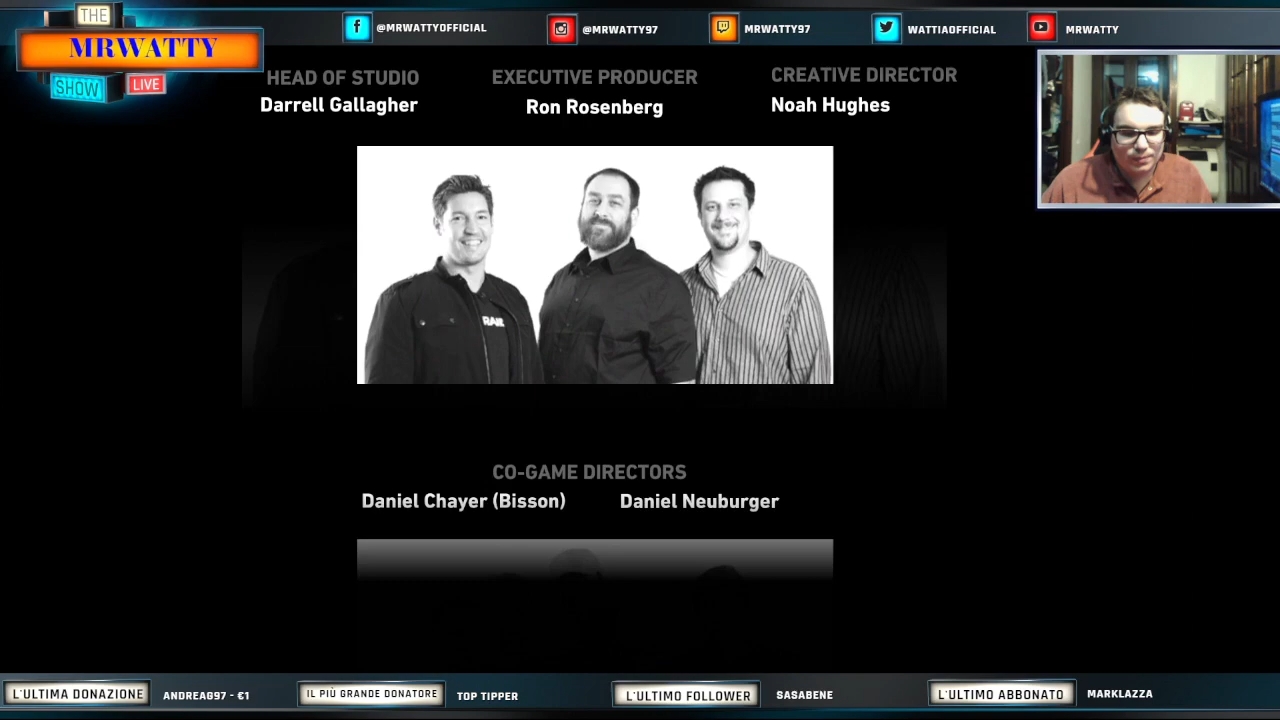 THE
MRWATTY
SHOW
LIVE
@MRWATTYOFFICIAL
@MRWATTY97
MRWATTY97
WATTIAOFFICIAL
MRWATTY
HEAD OF STUDIO
EXECUTIVE PRODUCER
CREATIVE DIRECTOR
Darrell Gallagher
Ron Rosenberg
Noah Hughes
CO-GAME DIRECTORS
Daniel Chayer (Bisson)
Daniel Neuburger
L'ULTIMA DONAZIONE
ANDREAG97 - €1
IL PIÙ GRANDE DONATORE
TOP TIPPER
L'ULTIMO FOLLOWER
SASABENE
L'ULTIMO ABBONATO
MARKLAZZA